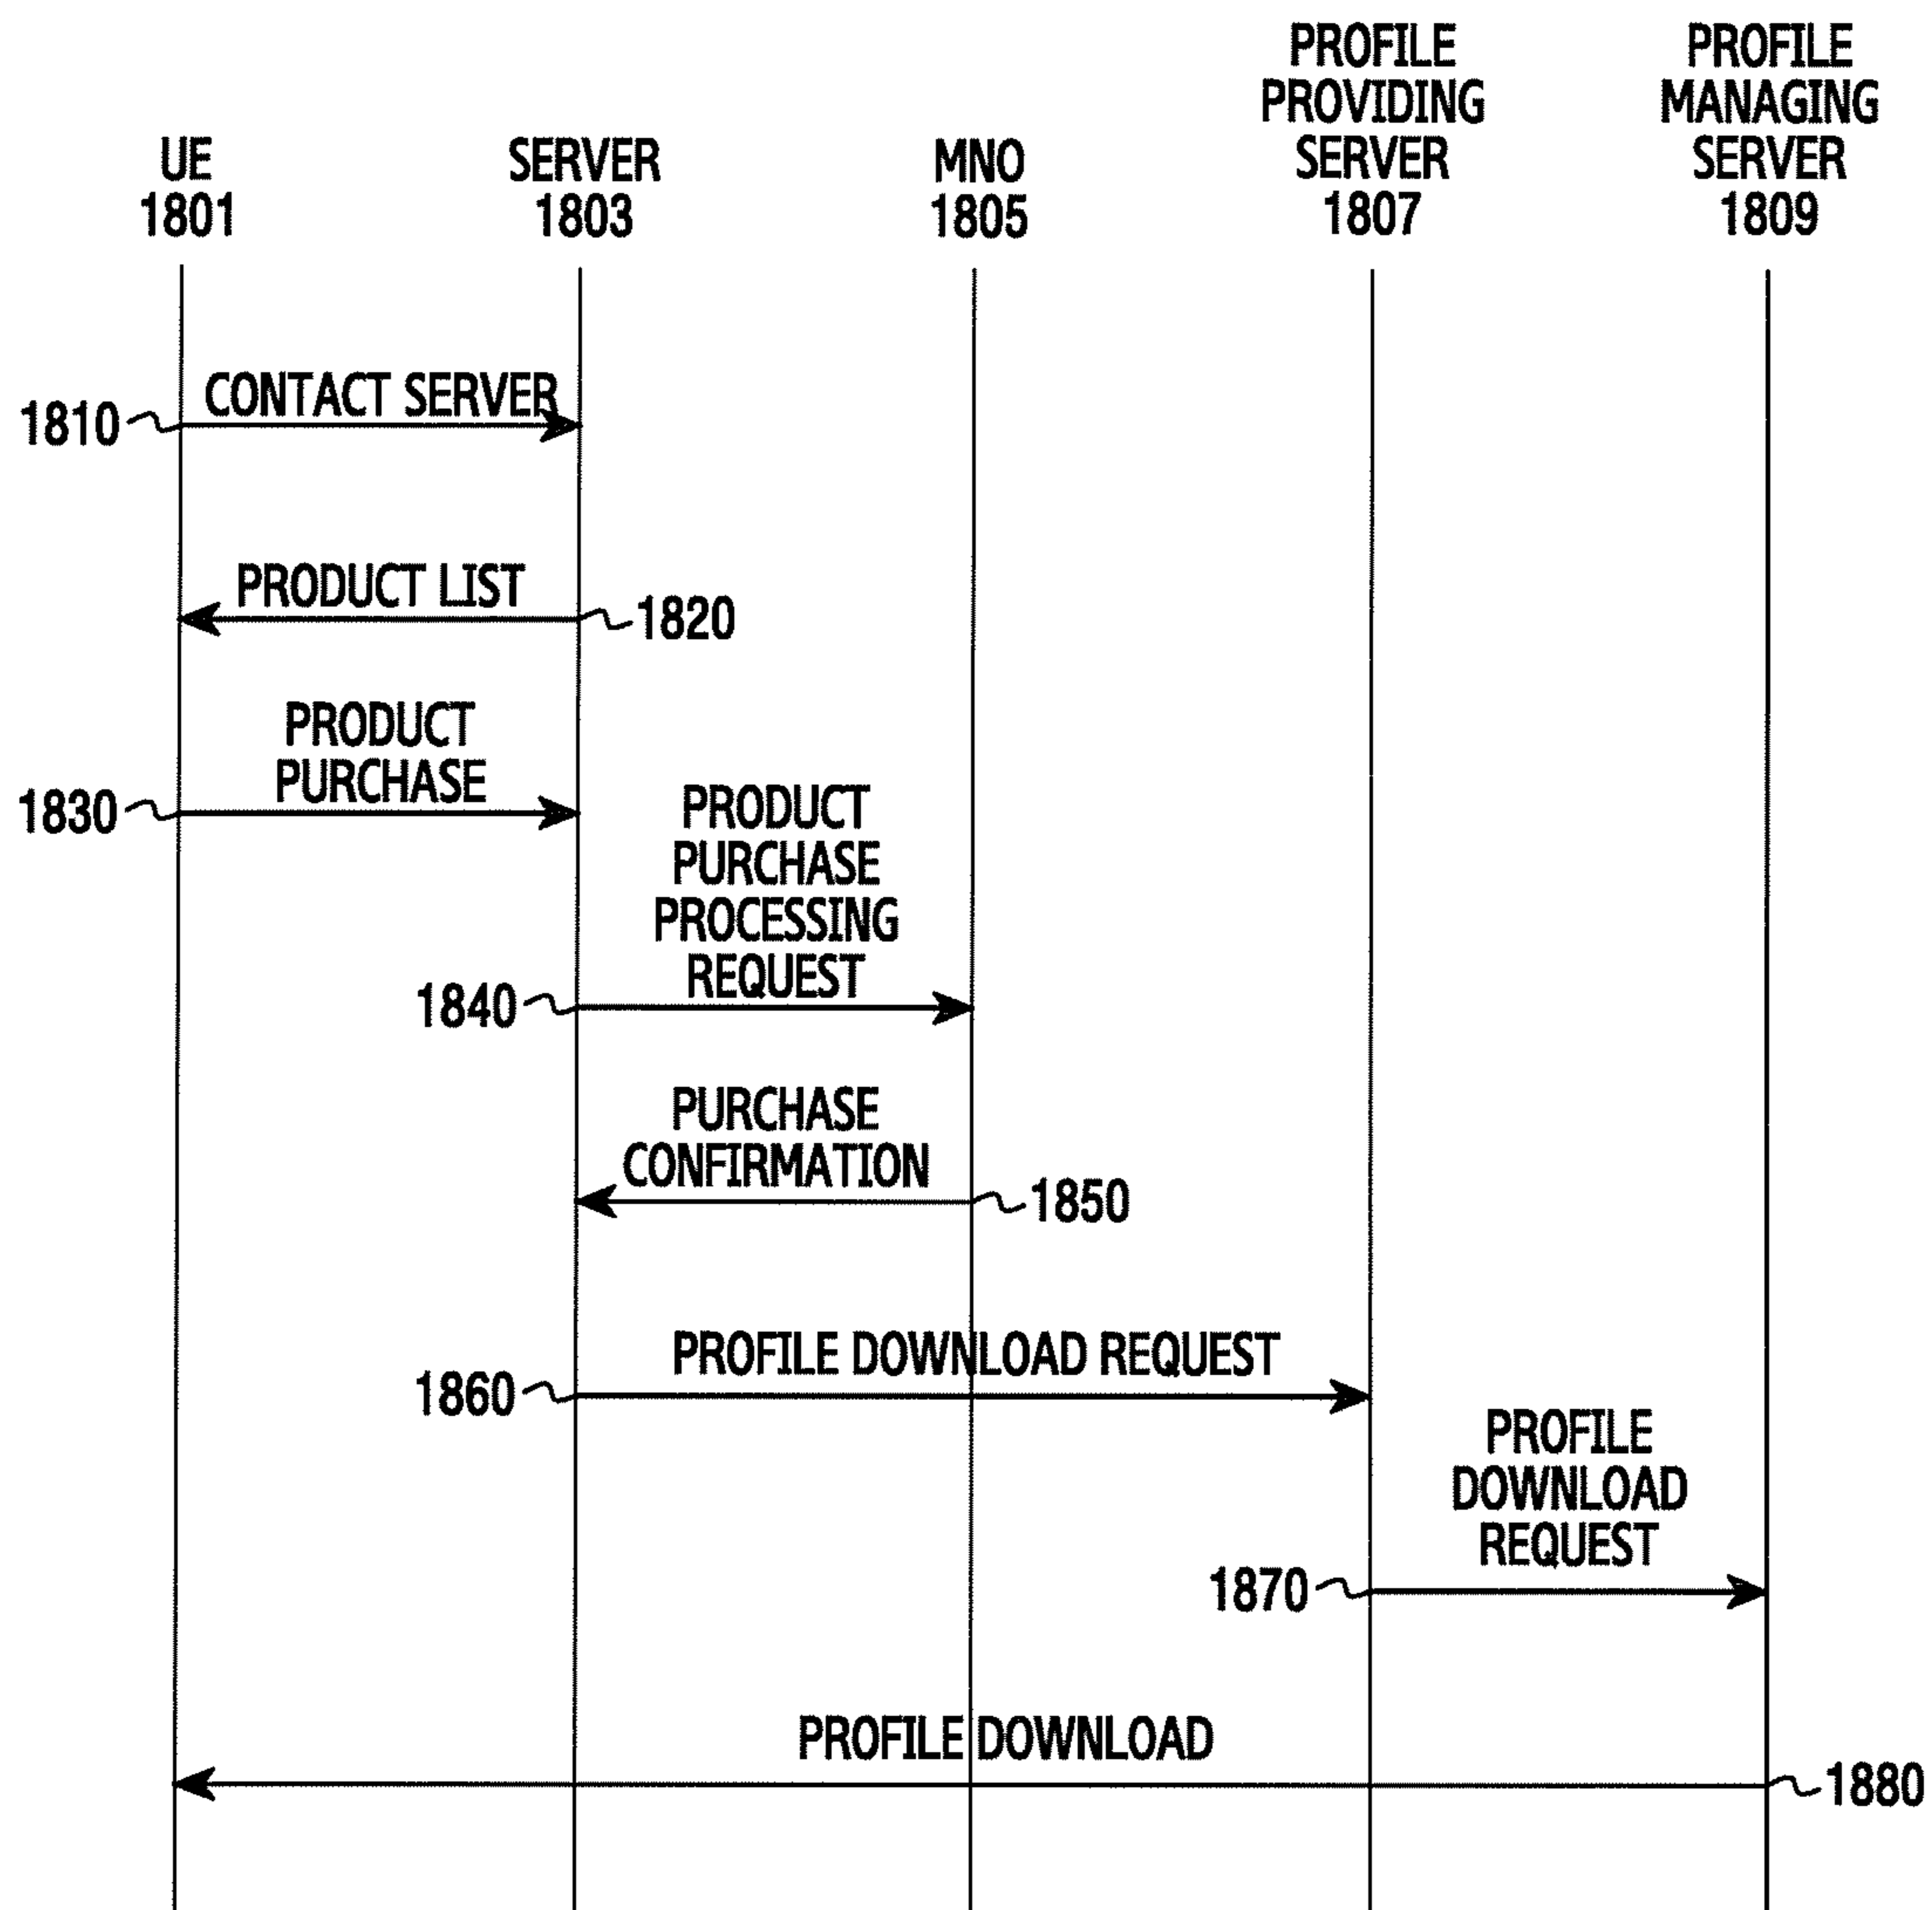 UE
1801
SERVER
1803
MNO
1805
PROFILE
PROVIDING
SERVER
1807
PROFILE
MANAGING
SERVER
1809
CONTACT SERVER
1810
PRODUCT LIST
1820
PRODUCT
PURCHASE
1830
PRODUCT
PURCHASE
PROCESSING
REQUEST
1840
PURCHASE
CONFIRMATION
1850
PROFILE DOWNLOAD REQUEST
1860
PROFILE
DOWNLOAD
REQUEST
1870
PROFILE DOWNLOAD
1880